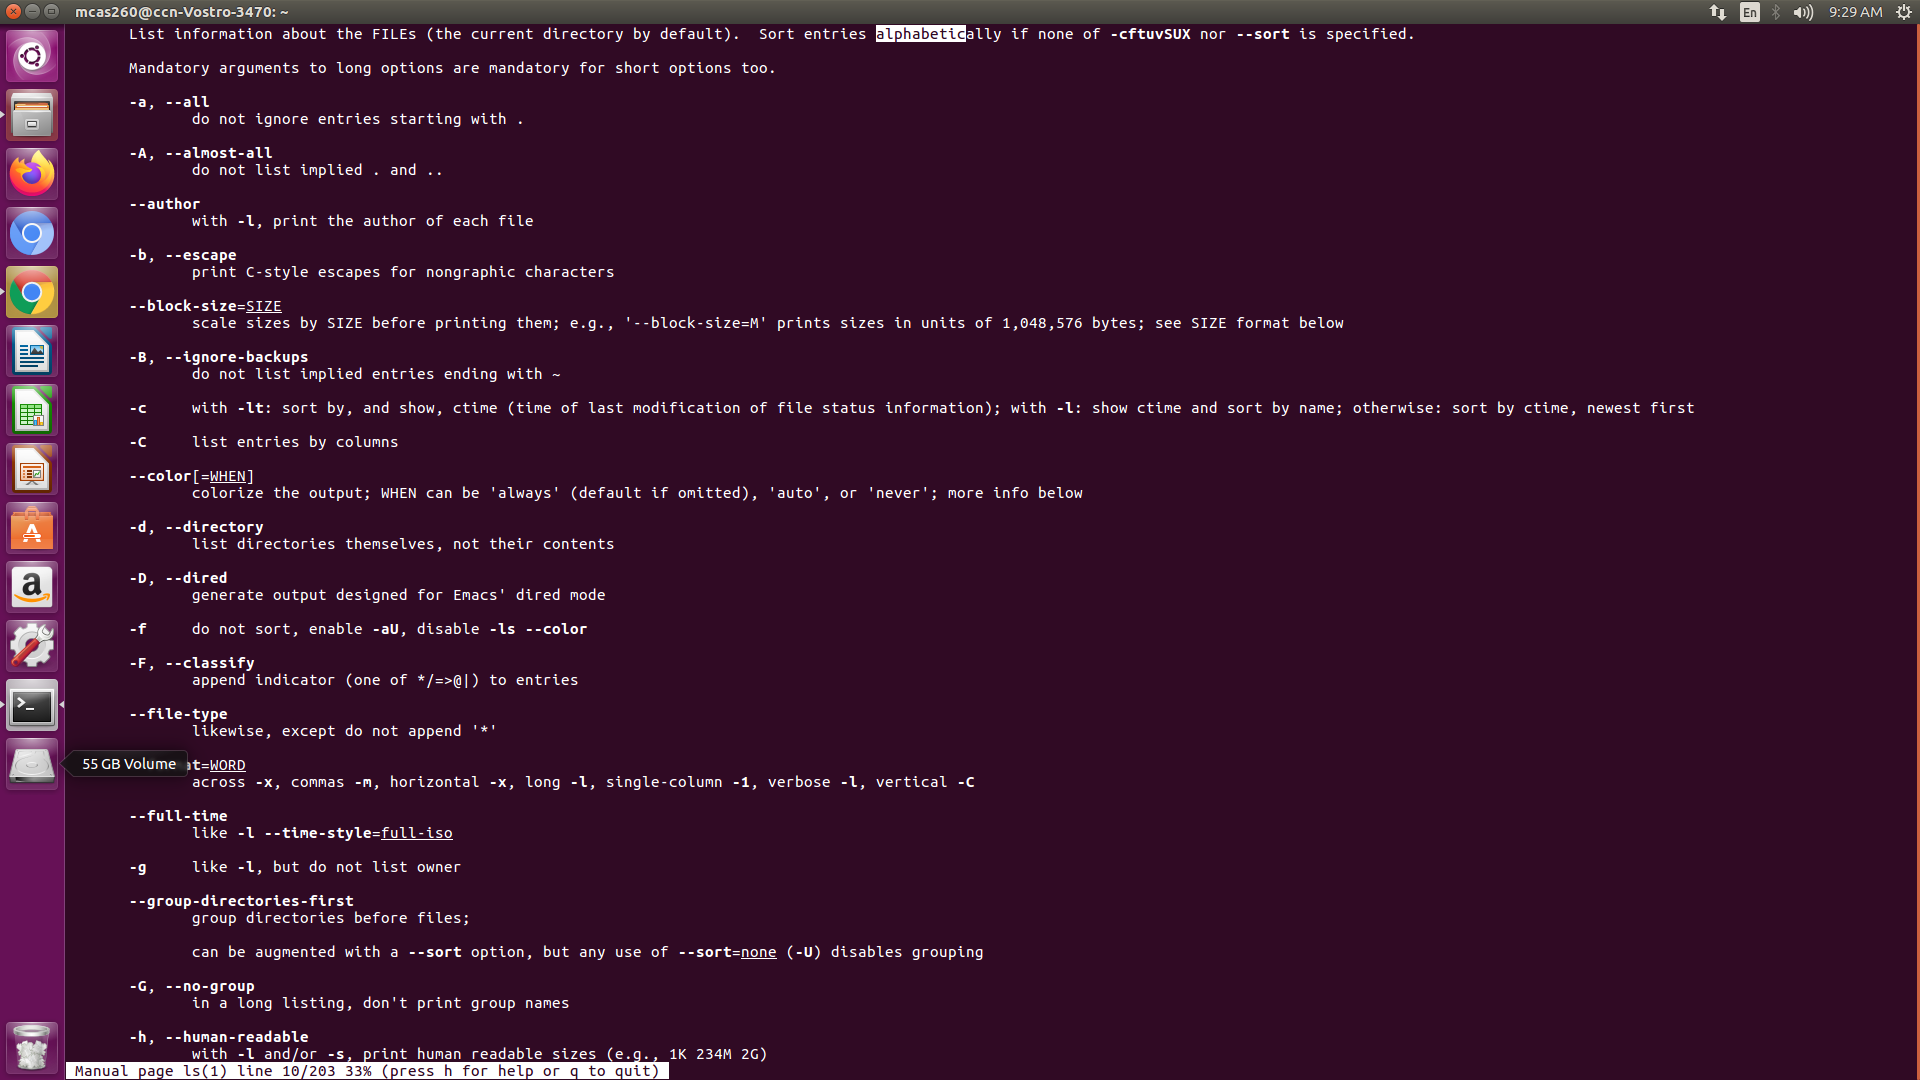 mcas260@ccn-Vostro-3470: ~
En
9:29 AM
List information about the FILEs (the current directory by default).  Sort entries alphabetically if none of -cftuvSUX nor --sort is specified.
Mandatory arguments to long options are mandatory for short options too.
-a, --all
do not ignore entries starting with .
-A, --almost-all
do not list implied . and ..
--author
with -l, print the author of each file
-b, --escape
print C-style escapes for nongraphic characters
--block-size=SIZE
scale sizes by SIZE before printing them; e.g., '--block-size=M' prints sizes in units of 1,048,576 bytes; see SIZE format below
-B, --ignore-backups
do not list implied entries ending with ~
-c     with -lt: sort by, and show, ctime (time of last modification of file status information); with -l: show ctime and sort by name; otherwise: sort by ctime, newest first
-C     list entries by columns
--color[=WHEN]
colorize the output; WHEN can be 'always' (default if omitted), 'auto', or 'never'; more info below
-d, --directory
list directories themselves, not their contents
-D, --dired
generate output designed for Emacs' dired mode
-f     do not sort, enable -aU, disable -ls --color
-F, --classify
append indicator (one of */=>@|) to entries
--file-type
likewise, except do not append '*'
55 GB Volume
at=WORD
across -x, commas -m, horizontal -x, long -l, single-column -1, verbose -l, vertical -C
--full-time
like -l --time-style=full-iso
-g     like -l, but do not list owner
--group-directories-first
group directories before files;
can be augmented with a --sort option, but any use of --sort=none (-U) disables grouping
-G, --no-group
in a long listing, don't print group names
-h, --human-readable
with -l and/or -s, print human readable sizes (e.g., 1K 234M 2G)
Manual page ls(1) line 10/203 33% (press h for help or q to quit)